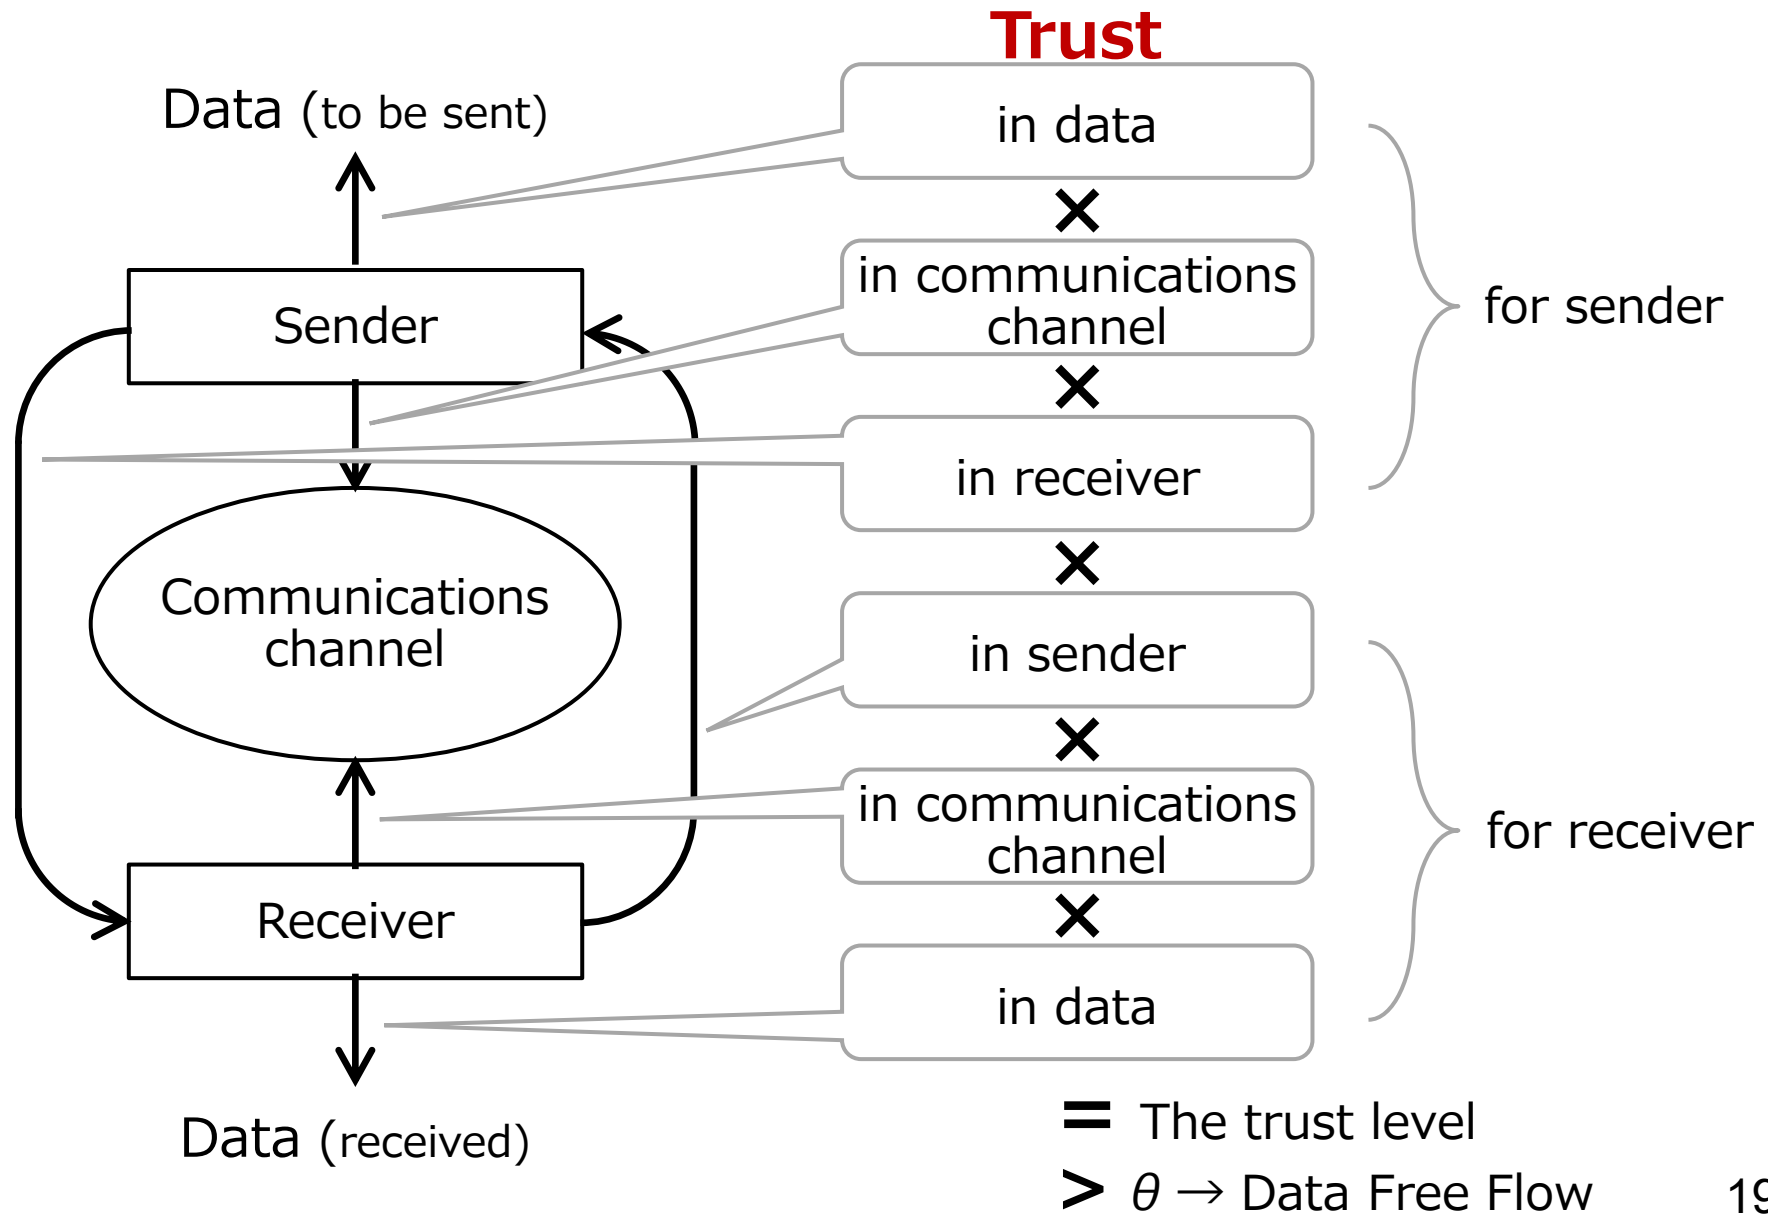 Trust
Data (to be sent)
Sender
Communications
channel
Receiver
Data (received)
in data
×
in communications
channel
×
in receiver
×
in sender
×
in communications
channel
×
in data
for sender
for receiver
= The trust level
> θ → Data Free Flow
19